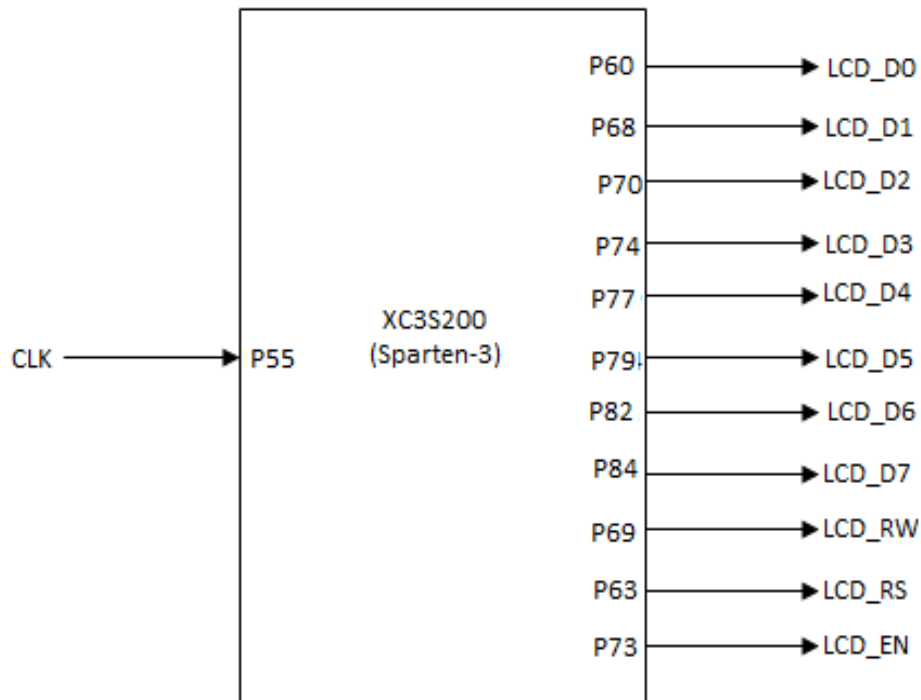 P60 LCD_D0
P68 LCD_D1
P70 LCD_D2
P74 LCD_D3
P77 LCD_D4
XC3S200
(Sparten-3)
CLK P55
P79 LCD_D5
P82 LCD_D6
P84 LCD_D7
P69 LCD_RW
P63 LCD_RS
P73 LCD_EN